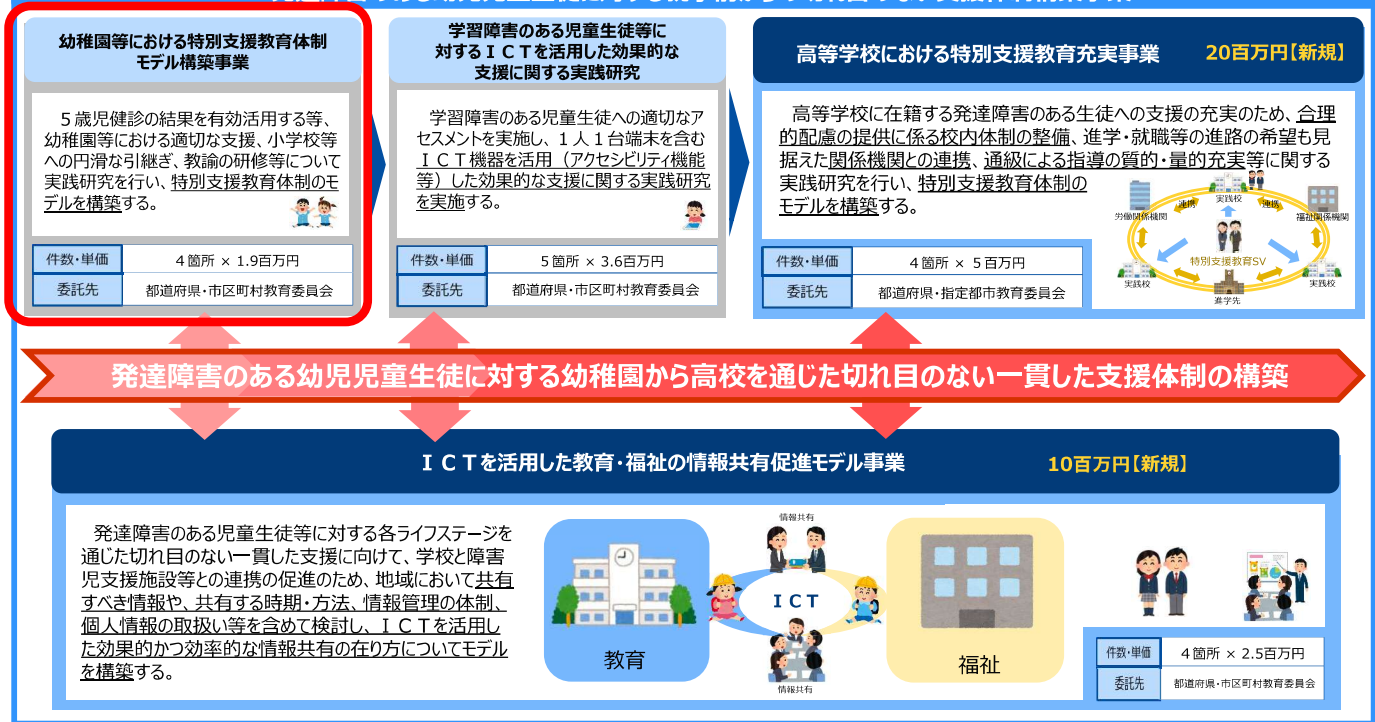 幼稚園等における特別支援教育体制
モデル構築事業
５歳児健診の結果を有効活用する等、
幼稚園等における適切な支援、小学校等
への円滑な引継ぎ、教諭の研修等について
実践研究を行い、特別支援教育体制のモ
デルを構築する。
件数・単価
４箇所 × 1.9百万円
委託先
都道府県・市区町村教育委員会
学習障害のある児童生徒等に
対するＩＣＴを活用した効果的な
支援に関する実践研究
学習障害のある児童生徒への適切なア
セスメントを実施し、１人１台端末を含む
ＩＣＴ機器を活用（アクセシビリティ機能
等）した効果的な支援に関する実践研究
を実施する。
件数・単価
５箇所 × 3.6百万円
委託先
都道府県・市区町村教育委員会
高等学校における特別支援教育充実事業
20百万円【新規】
高等学校に在籍する発達障害のある生徒への支援の充実のため、合理
的配慮の提供に係る校内体制の整備、進学・就職等の進路の希望も見
据えた関係機関との連携、通級による指導の質的・量的充実等に関する
実践研究を行い、特別支援教育体制の
モデルを構築する。
件数・単価
４箇所 × ５百万円
委託先
都道府県・指定都市教育委員会
実践校
連携
連携
労働関係機関
福祉関係機関
特別支援教育SV
実践校
実践校
進学先
発達障害のある幼児児童生徒に対する幼稚園から高校を通じた切れ目のない一貫した支援体制の構築
ＩＣＴを活用した教育・福祉の情報共有促進モデル事業
10百万円【新規】
発達障害のある児童生徒等に対する各ライフステージを
通じた切れ目のない一貫した支援に向けて、学校と障害
児支援施設等との連携の促進のため、地域において共有
すべき情報や、共有する時期・方法、情報管理の体制、
個人情報の取扱い等を含めて検討し、ＩＣＴを活用し
た効果的かつ効率的な情報共有の在り方についてモデル
を構築する。
情報共有
ＩＣＴ
教育
福祉
情報共有
件数・単価
４箇所 × 2.5百万円
委託先
都道府県・市区町村教育委員会